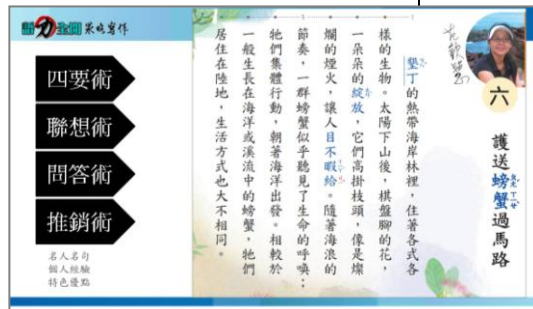 語刀全開 策略寫作
四要術
聯想術
問答術
推銷術
名人名句
個人經驗
特色優點
六
護送螃蟹過馬路
墾丁的熱帶海岸林裡，住著各式各
樣的生物。太陽下山後，棋盤腳的花，
一朵朵的綻放，它們高掛枝頭，像是燦
爛的煙火，讓人目不暇給。隨著海浪的
節奏，一群螃蟹似乎聽見了生命的呼喚：
牠們集體行動，朝著海洋出發。相較於
一般生長在海洋或溪流中的螃蟹，牠們
居住在陸地，生活方式也大不相同。